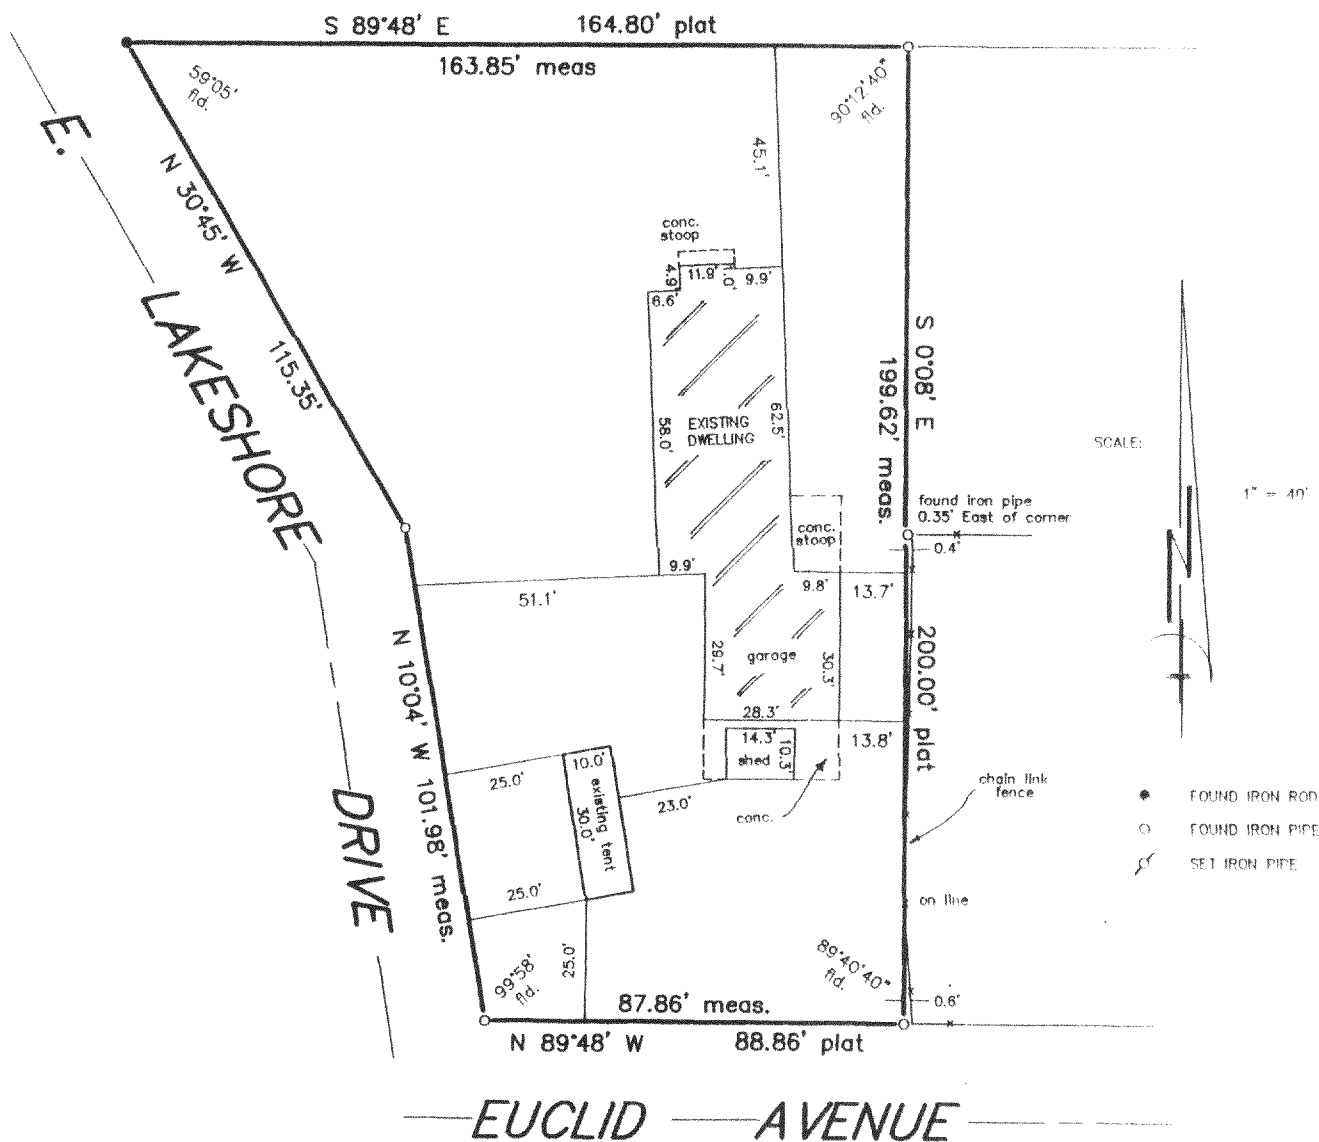 S 89°48' E 164.80' plat
163.85' meas
59°05'
fld.
90°12'40"
fld.
E. LAKESHORE DRIVE
N 30°45' W
115.35'
45.1'
conc.
stoop
4.9'
11.9'
1.0'
9.9'
6.6'
S 0°08' E
199.62' meas.
EXISTING
DWELLING
58.0'
62.5'
SCALE:
1" = 40'
found iron pipe
0.35' East of corner
conc.
stoop
0.4'
N
9.9'
9.8'
13.7'
51.1'
N 10°04' W 101.98' meas.
29.7'
garage
30.3'
200.00' plat
28.3'
14.3'
10.3'
shed
13.8'
10.0'
25.0'
existing tent
30.0'
23.0'
conc.
chain link
fence
FOUND IRON ROD
FOUND IRON PIPE
SET IRON PIPE
25.0'
on line
25.0'
99°58'
fld.
89°40'40"
fld.
0.6'
87.86' meas.
N 89°48' W 88.86' plat
EUCLID AVENUE